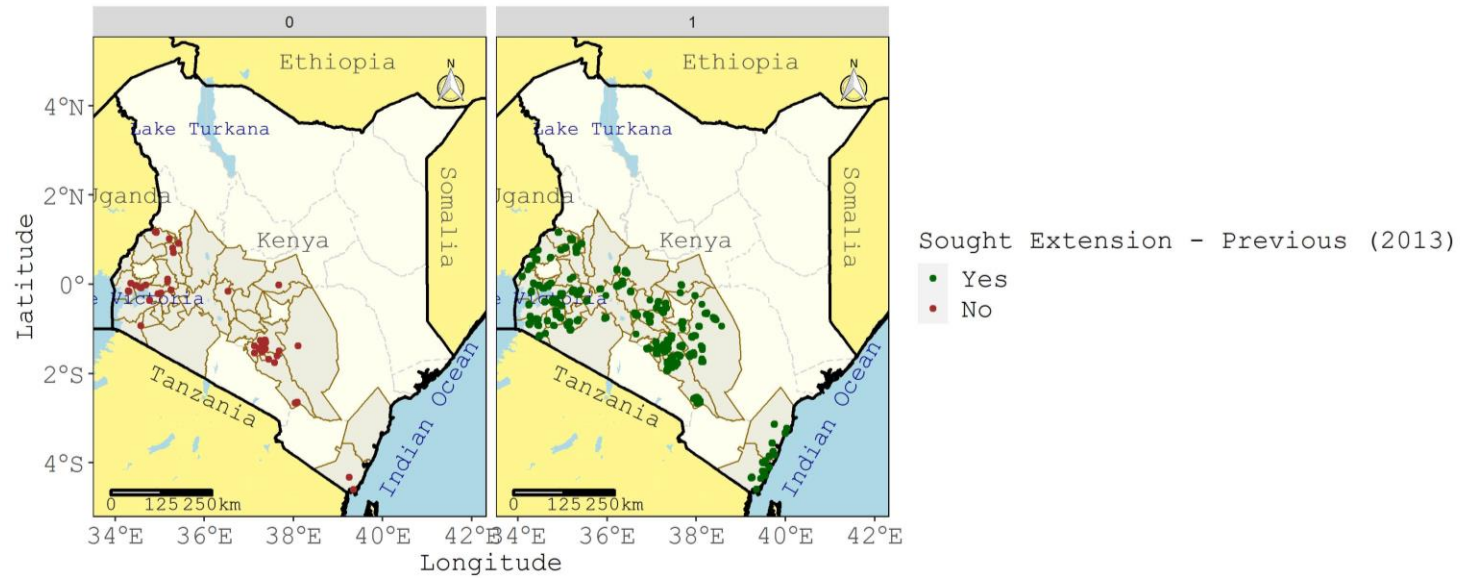 0
1
Ethiopia
N
Ethiopia
N
4°N
Lake Turkana
Lake Turkana
Somalia
Somalia
2°N
Uganda
Uganda
Kenya
Kenya
Latitude
0°
e Victoria
e Victoria
2°S
Tanzania
Tanzania
Indian Ocean
Indian Ocean
4°S
0 125 250km
0 125 250km
34°E 36°E 38°E 40°E 42°E
34°E 36°E 38°E 40°E 42°E
Longitude
Sought Extension - Previous (2013)
Yes
No